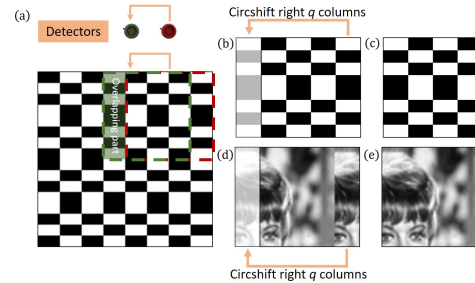 (a)
Detectors
Overlapping part
Circshift right q columns
(b)
(c)
(d)
(e)
Circshift right q columns